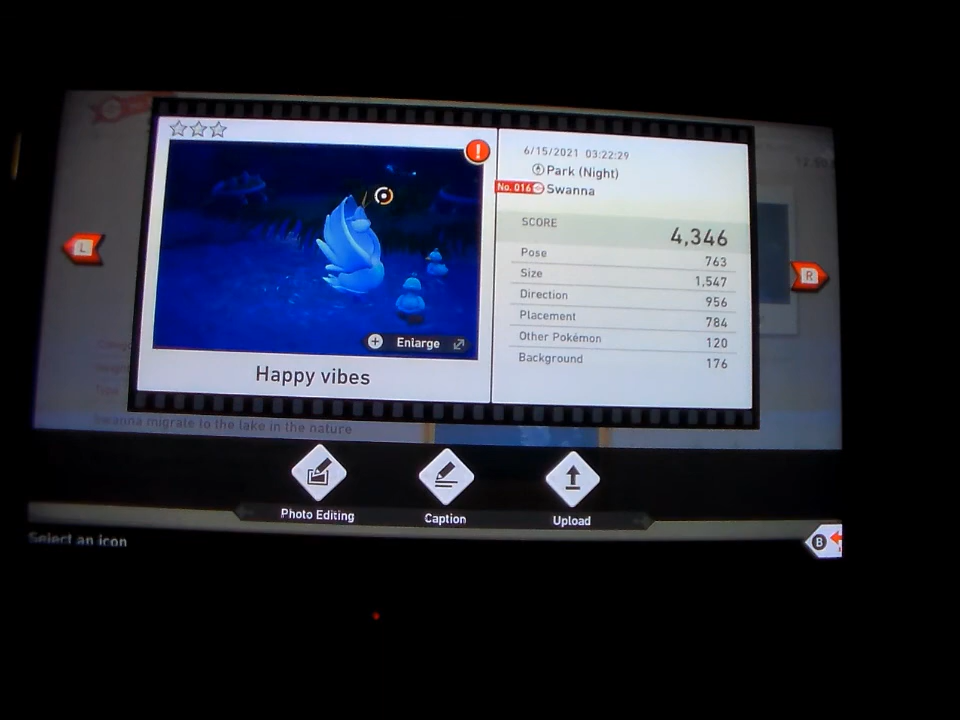 6/15/2021 03:22:29
Park (Night)
No. 016 Swanna
SCORE
4,346
Pose 763
Size 1,547
Direction 956
Placement 784
Other Pokémon 120
Background 176
L
R
Enlarge
Happy vibes
Swanna migrate to the lake in the nature
Photo Editing
Caption
Upload
Select an icon
B